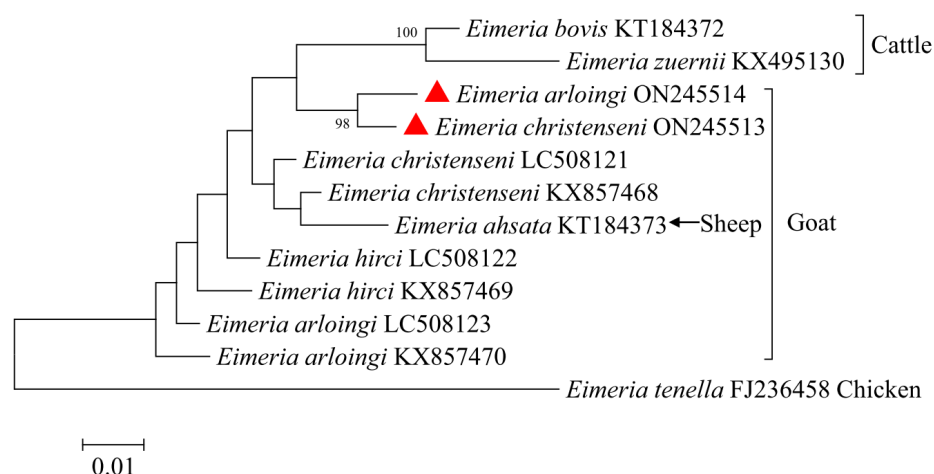 100
Eimeria bovis KT184372
Cattle
Eimeria zuernii KX495130
Eimeria arloingi ON245514
98
Eimeria christenseni ON245513
Eimeria christenseni LC508121
Eimeria christenseni KX857468
Eimeria ahsata KT184373
Sheep
Goat
Eimeria hirci LC508122
Eimeria hirci KX857469
Eimeria arloingi LC508123
Eimeria arloingi KX857470
Eimeria tenella FJ236458 Chicken
0.01